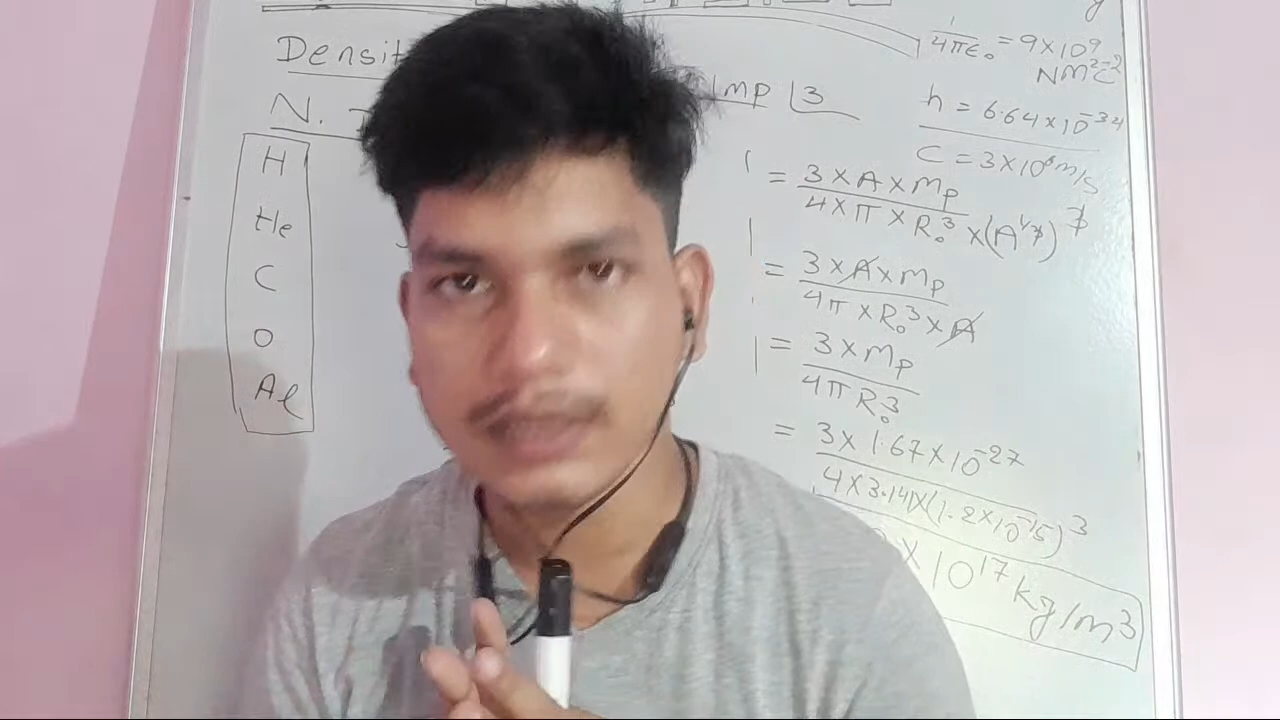 Densit
Imp 3
N.
H
He
C
O
Al
1/4πε₀ = 9×10⁹
NM²C⁻²
h = 6.64×10⁻³⁴
C = 3×10⁸ m/s
= 3×A×Mp / 4×π×R₀³×(A^1/3)³
= 3×A×Mp / 4π×R₀³×A
= 3×Mp / 4πR₀³
= 3×1.67×10⁻²⁷ / 4×3.14×(1.2×10⁻¹⁵)³
×10¹⁷ kg/m³